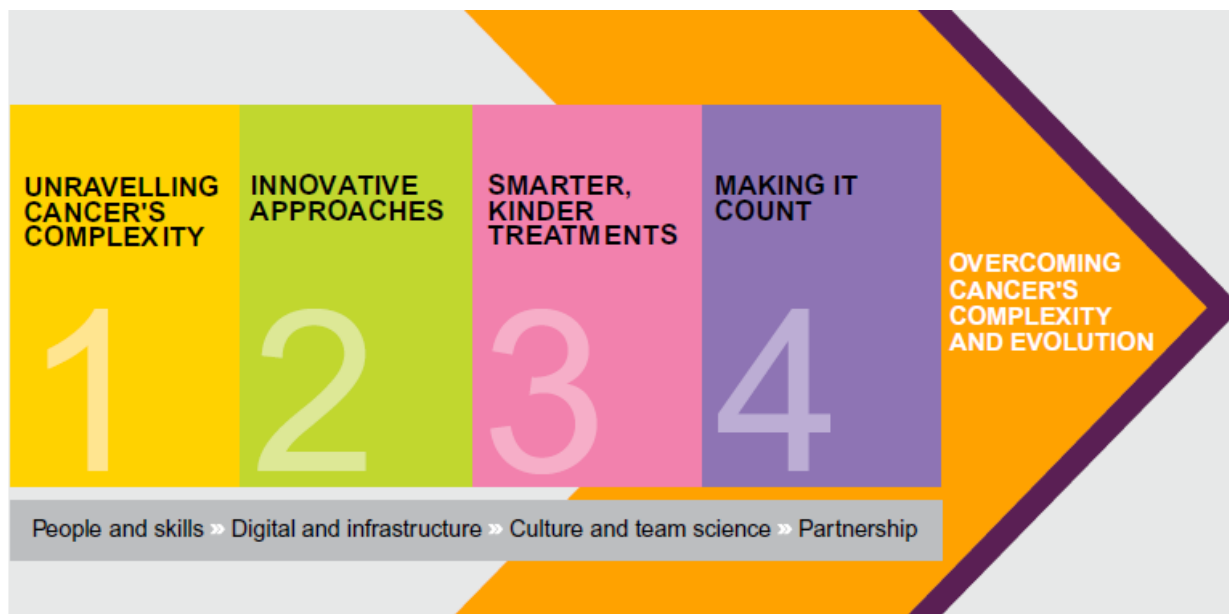 UNRAVELLING
CANCER'S
COMPLEXITY
1
INNOVATIVE
APPROACHES
2
SMARTER,
KINDER
TREATMENTS
3
MAKING IT
COUNT
4
OVERCOMING
CANCER'S
COMPLEXITY
AND EVOLUTION
People and skills » Digital and infrastructure » Culture and team science » Partnership